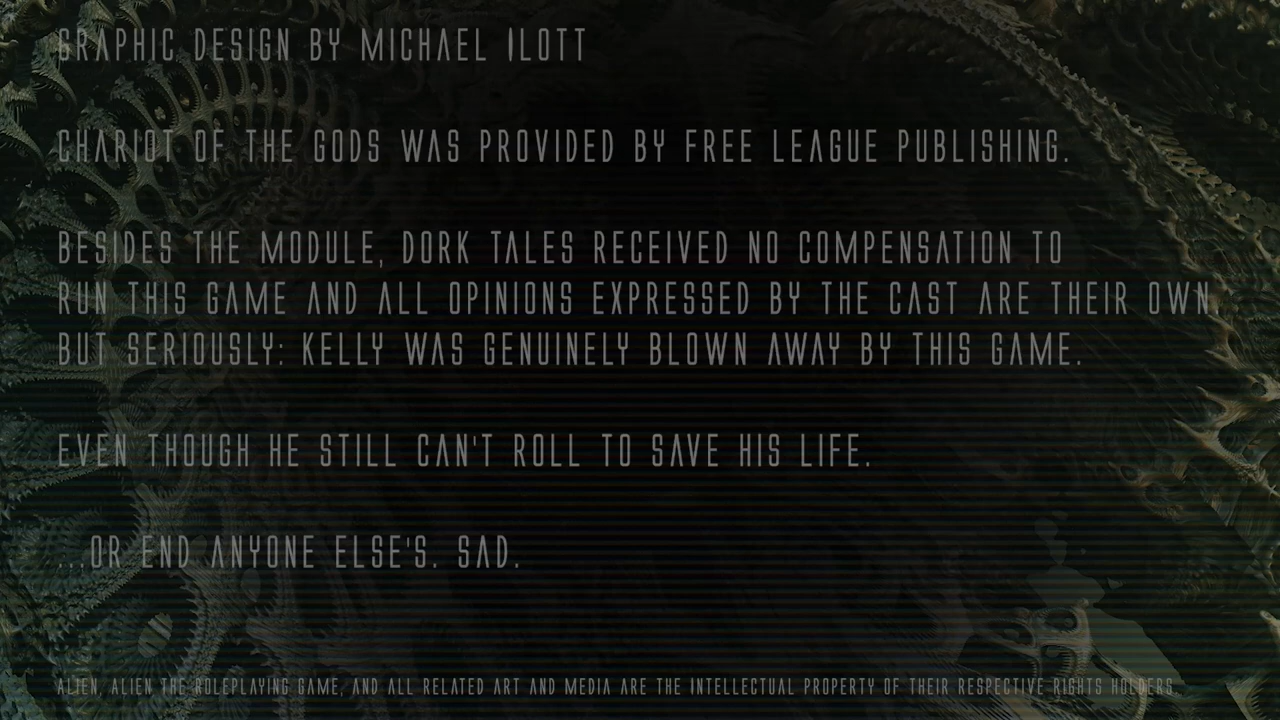 GRAPHIC DESIGN BY MICHAEL ILOTT
CHARIOT OF THE GODS WAS PROVIDED BY FREE LEAGUE PUBLISHING.
BESIDES THE MODULE, DORK TALES RECEIVED NO COMPENSATION TO
RUN THIS GAME AND ALL OPINIONS EXPRESSED BY THE CAST ARE THEIR OWN.
BUT SERIOUSLY: KELLY WAS GENUINELY BLOWN AWAY BY THIS GAME.
EVEN THOUGH HE STILL CAN'T ROLL TO SAVE HIS LIFE.
...OR END ANYONE ELSE'S. SAD.
ALIEN, ALIEN THE ROLEPLAYING GAME, AND ALL RELATED ART AND MEDIA ARE THE INTELLECTUAL PROPERTY OF THEIR RESPECTIVE RIGHTS HOLDERS